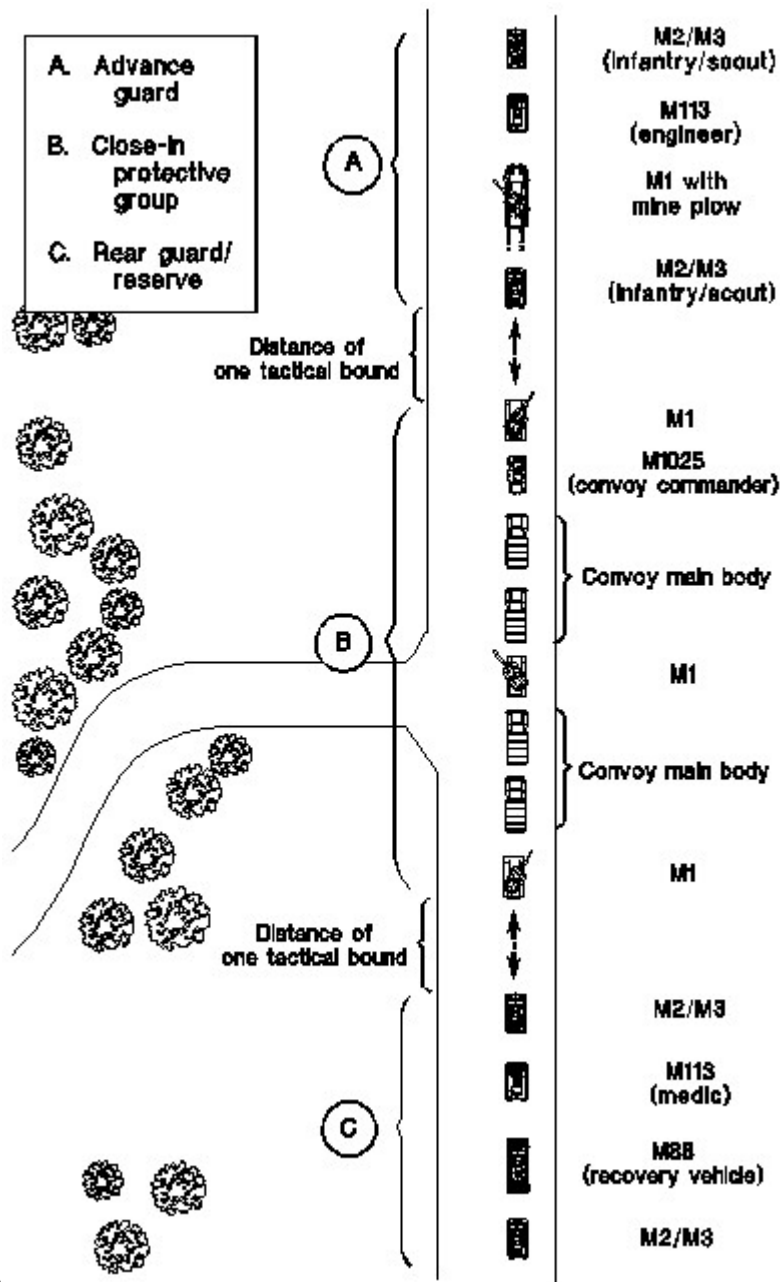 A. Advance
guard
B. Close-in
protective
group
C. Rear guard/
reserve
M2/M3
(infantry/scout)
M113
(engineer)
A
M1 with
mine plow
M2/M3
(infantry/scout)
Distance of
one tactical bound
M1
M1025
(convoy commander)
Convoy main body
B
M1
Convoy main body
M1
Distance of
one tactical bound
M2/M3
M113
(medic)
C
M88
(recovery vehicle)
M2/M3